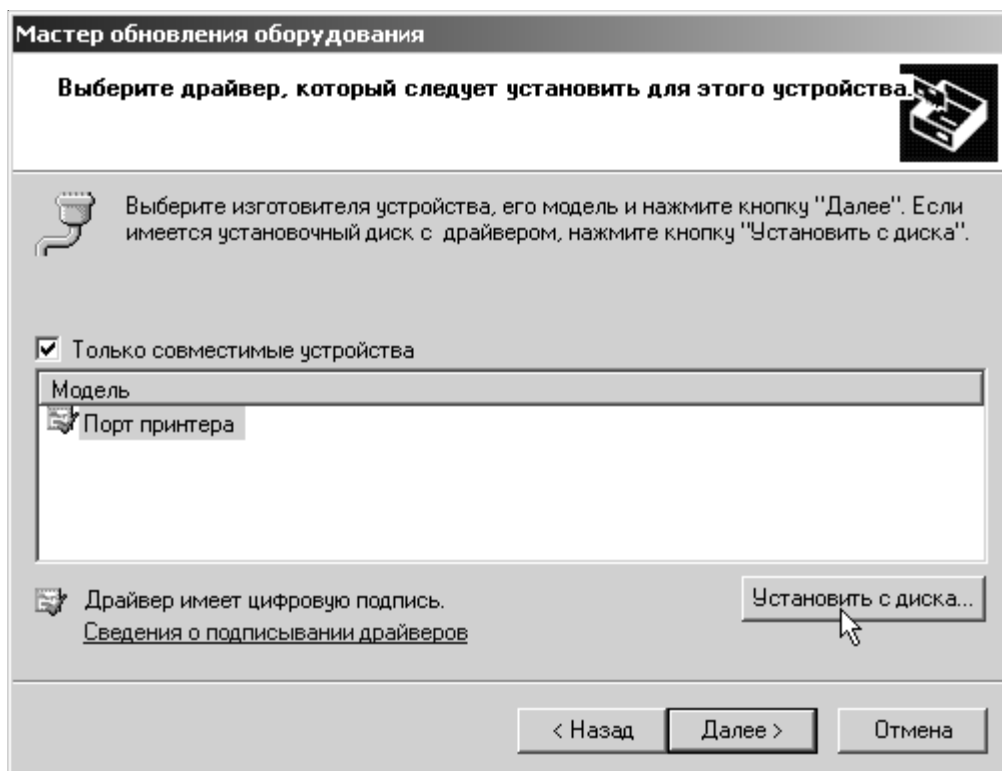 Мастер обновления оборудования
Выберите драйвер, который следует установить для этого устройства.
Выберите изготовителя устройства, его модель и нажмите кнопку "Далее". Если
имеется установочный диск с драйвером, нажмите кнопку "Установить с диска".
Только совместимые устройства
Модель
Порт принтера
Драйвер имеет цифровую подпись.
Установить с диска...
Сведения о подписывании драйверов
< Назад
Далее >
Отмена